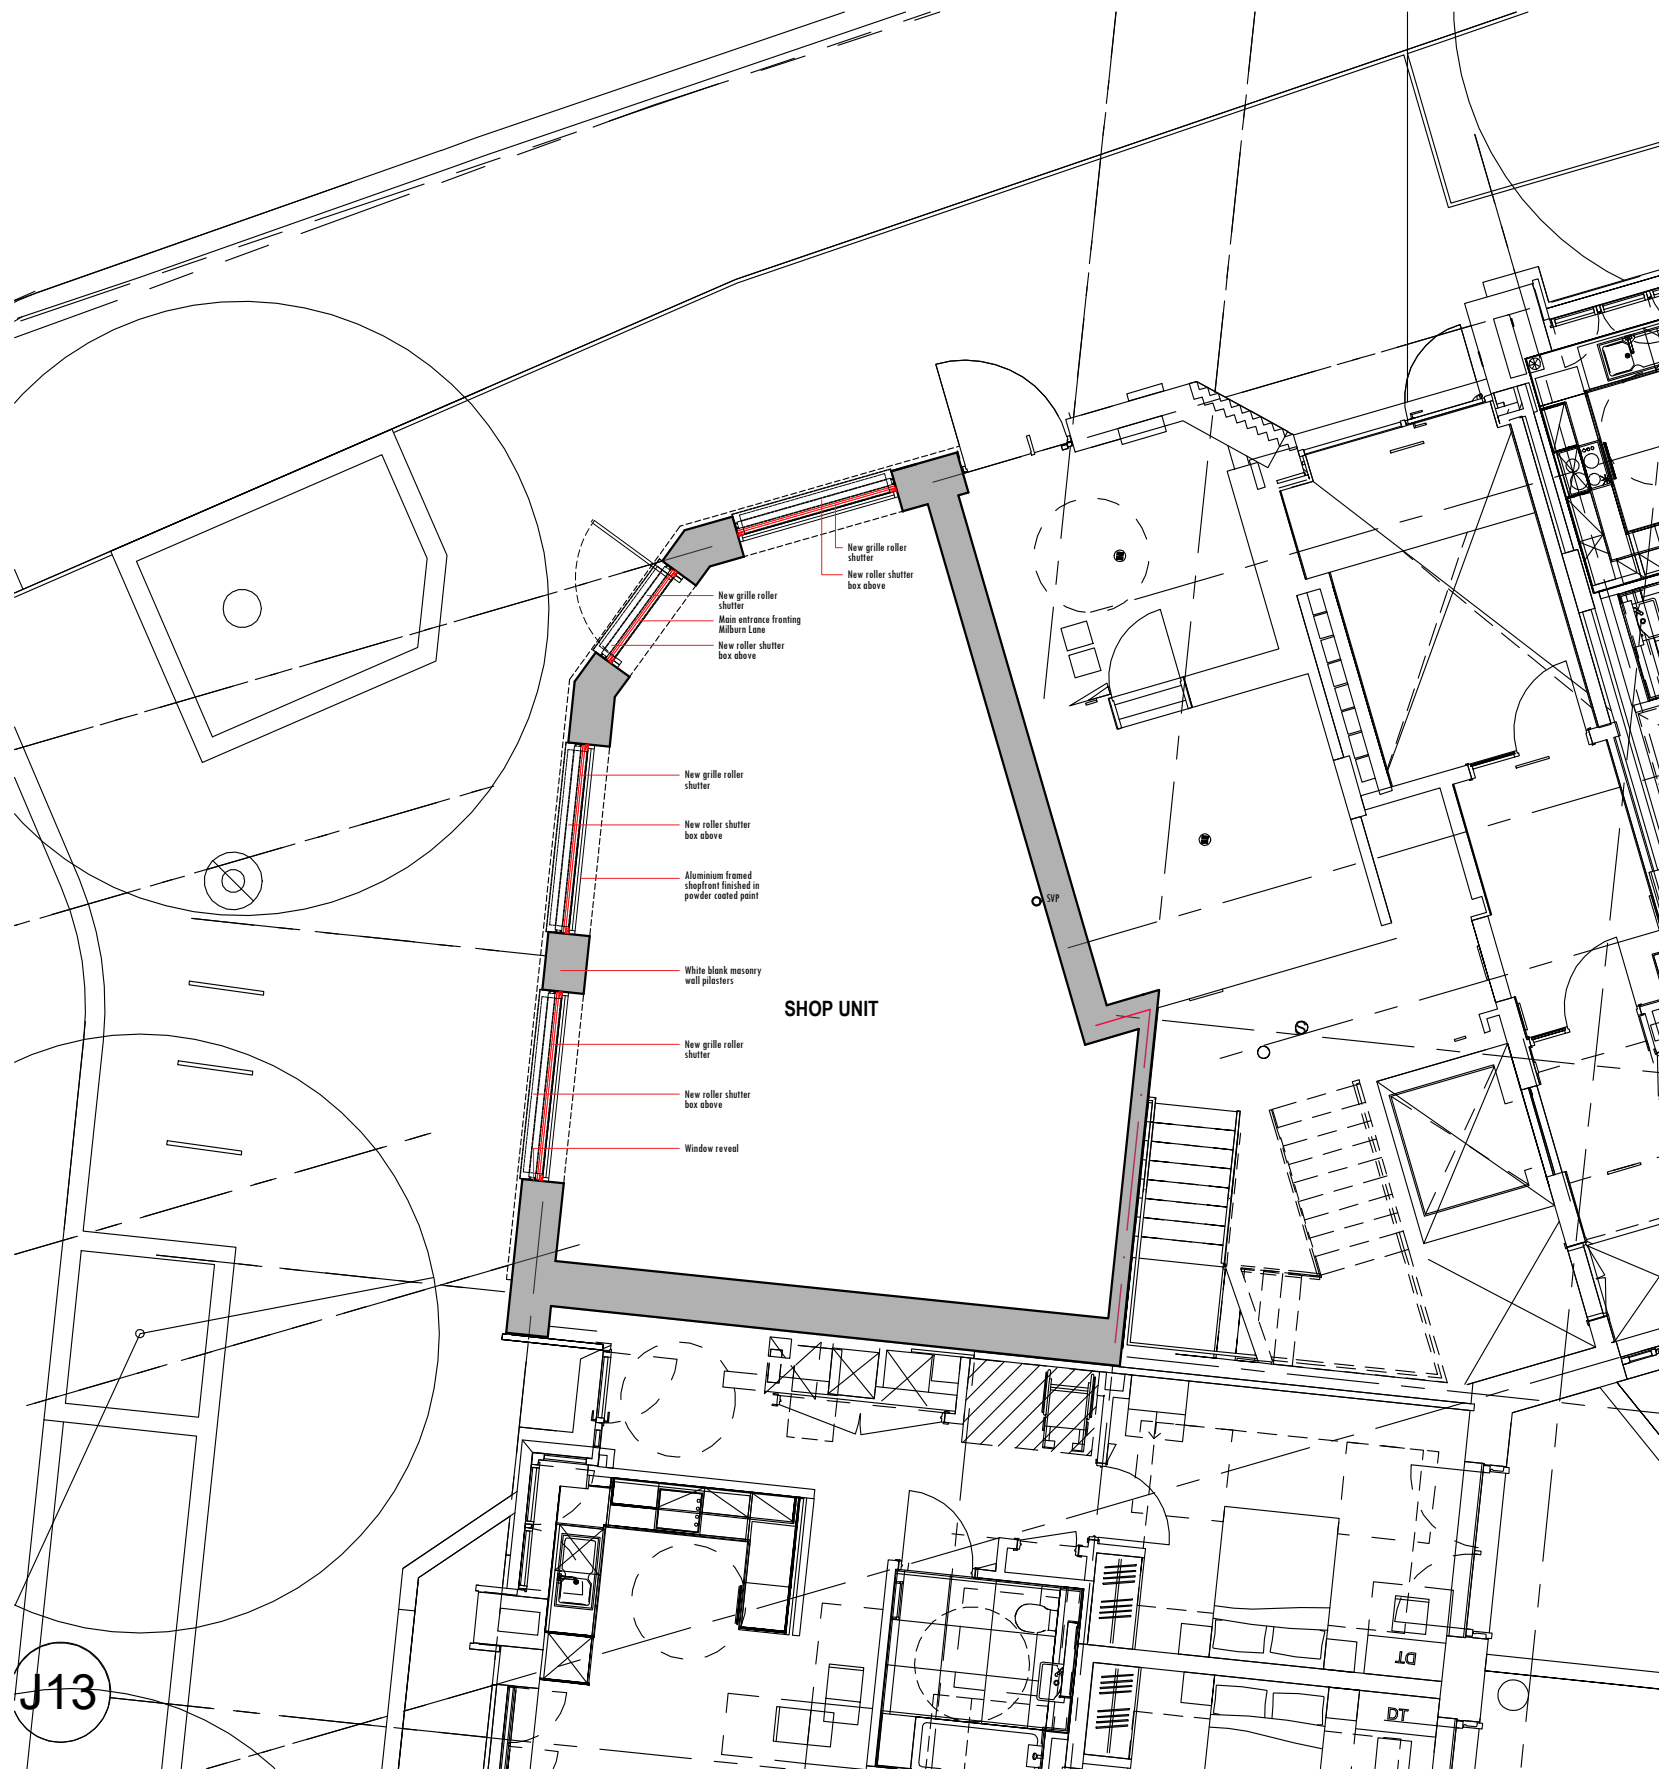 New grille roller
shutter
New roller shutter
box above
New grille roller
shutter
Main entrance fronting
Milburn Lane
New roller shutter
box above
New grille roller
shutter
New roller shutter
box above
Aluminium framed
shopfront finished in
powder coated paint
SVP
White blank masonry
wall pilasters
SHOP UNIT
New grille roller
shutter
New roller shutter
box above
Window reveal
J13
DT
DT